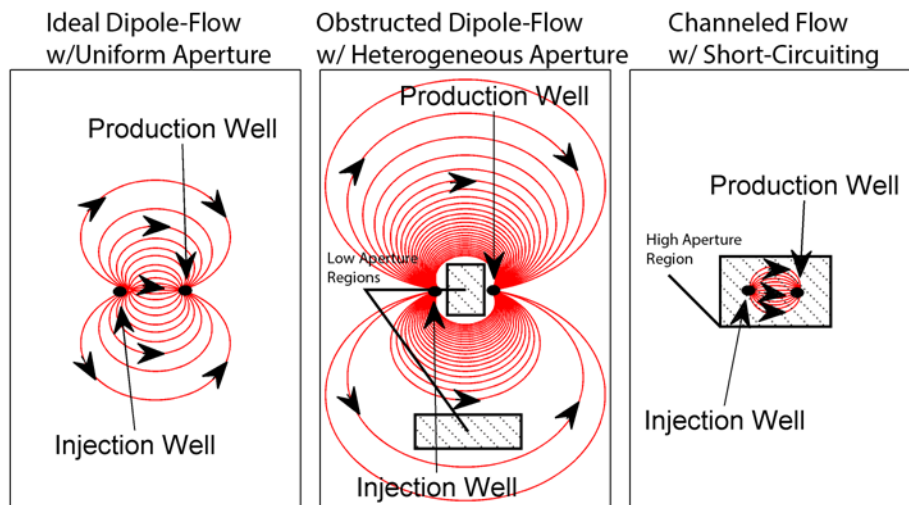 Ideal Dipole-Flow
w/Uniform Aperture
Production Well
Injection Well
Obstructed Dipole-Flow
w/ Heterogeneous Aperture
Production Well
Low Aperture
Regions
Injection Well
Channeled Flow
w/ Short-Circuiting
Production Well
High Aperture
Region
Injection Well